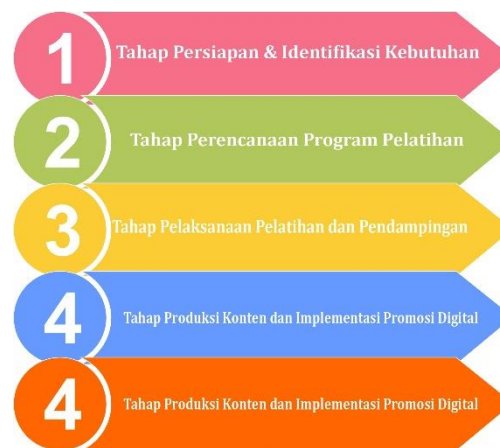 1 Tahap Persiapan & Identifikasi Kebutuhan
2 Tahap Perencanaan Program Pelatihan
3 Tahap Pelaksanaan Pelatihan dan Pendampingan
4 Tahap Produksi Konten dan Implementasi Promosi Digital
4 Tahap Produksi Konten dan Implementasi Promosi Digital